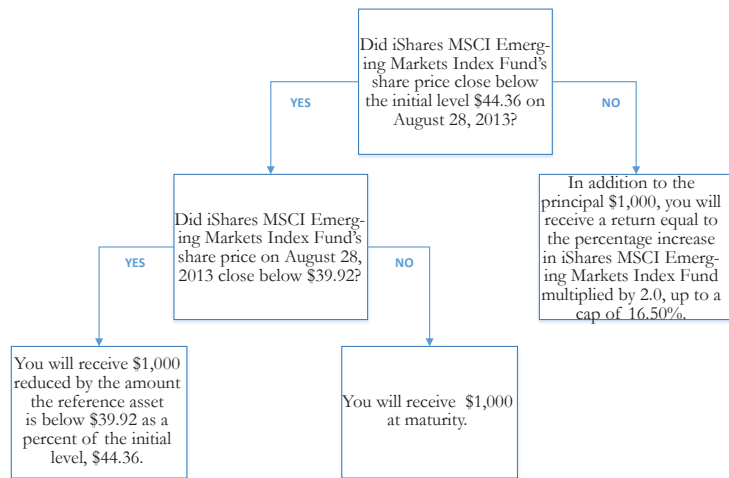 Did iShares MSCI Emerg-
ing Markets Index Fund's
share price close below
the initial level $44.36 on
August 28, 2013?
YES
NO
Did iShares MSCI Emerg-
ing Markets Index Fund's
share price on August 28,
2013 close below $39.92?
In addition to the
principal $1,000, you will
receive a return equal to
the percentage increase
in iShares MSCI Emerg-
ing Markets Index Fund
multiplied by 2.0, up to a
cap of 16.50%.
YES
NO
You will receive $1,000
reduced by the amount
the reference asset
is below $39.92 as a
percent of the initial
level, $44.36.
You will receive $1,000
at maturity.